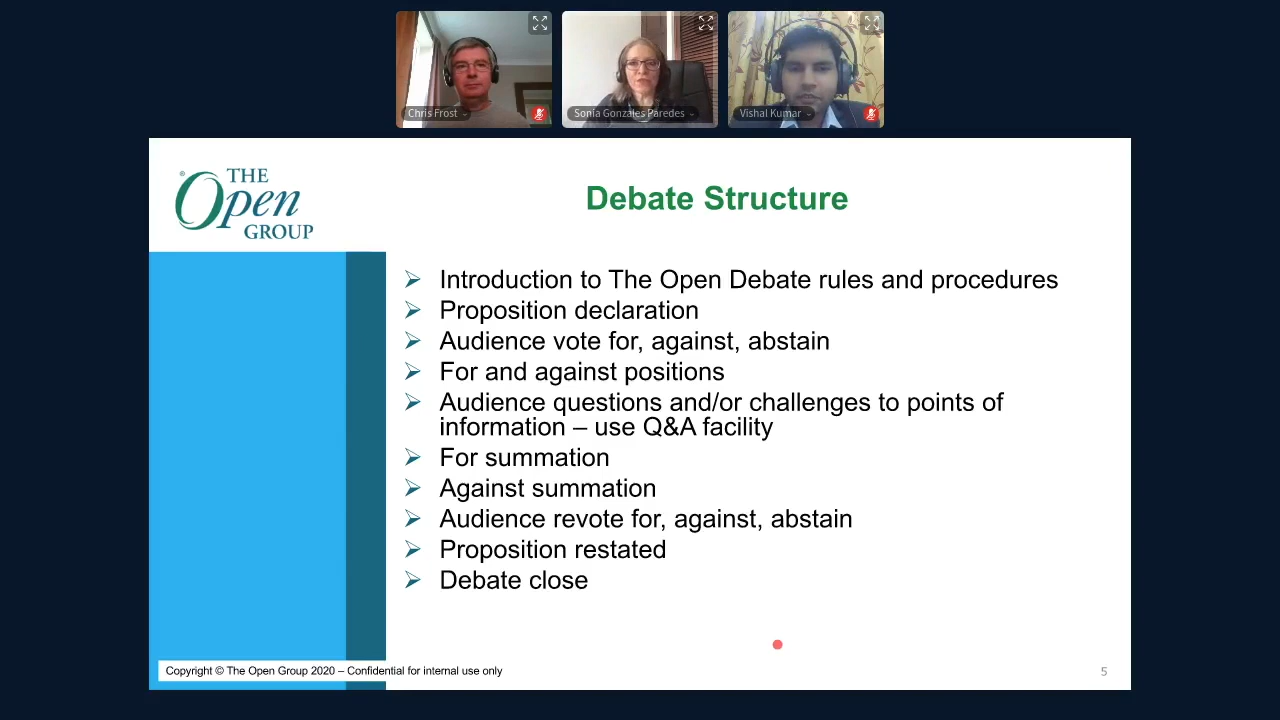 Chris Frost
Sonia Gonzales Paredes
Vishal Kumar
THE
Open
GROUP
®
Debate Structure
Introduction to The Open Debate rules and procedures
Proposition declaration
Audience vote for, against, abstain
For and against positions
Audience questions and/or challenges to points of
information – use Q&A facility
For summation
Against summation
Audience revote for, against, abstain
Proposition restated
Debate close
Copyright © The Open Group 2020 – Confidential for internal use only
5